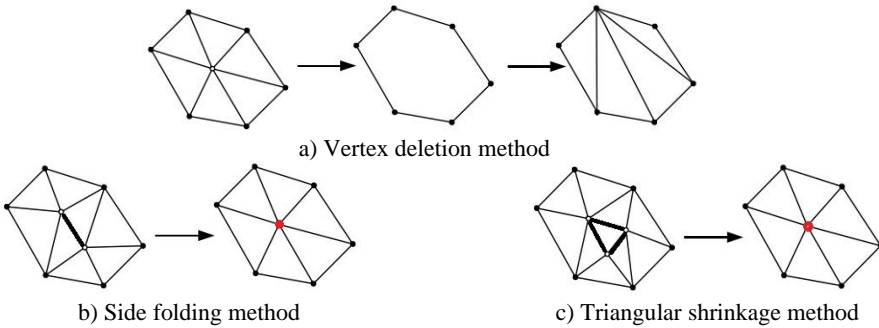 a) Vertex deletion method
b) Side folding method
c) Triangular shrinkage method